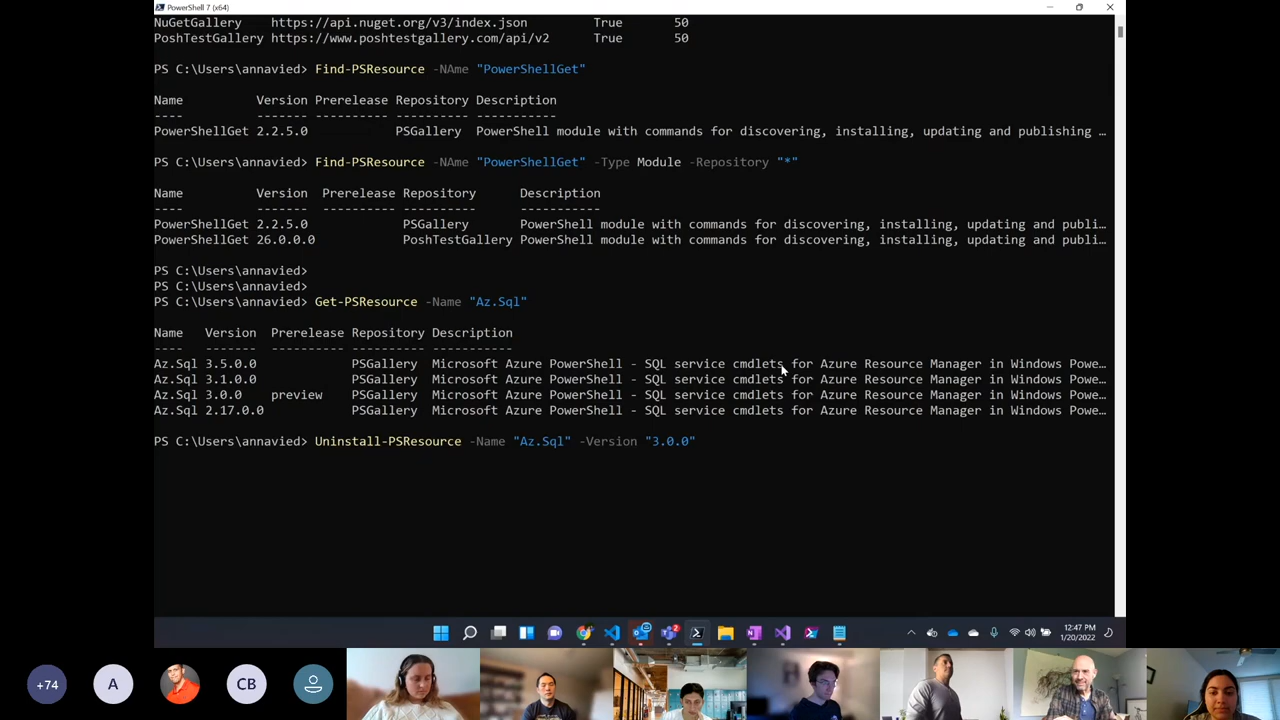 PowerShell 7 (x64)
NuGetGallery https://api.nuget.org/v3/index.json True 50
PoshTestGallery https://www.poshtestgallery.com/api/v2 True 50
PS C:\Users\annavied> Find-PSResource -NAme "PowerShellGet"
Name Version Prerelease Repository Description
---- ------- ---------- ---------- -----------
PowerShellGet 2.2.5.0 PSGallery PowerShell module with commands for discovering, installing, updating and publishing …
PS C:\Users\annavied> Find-PSResource -NAme "PowerShellGet" -Type Module -Repository "*"
Name Version Prerelease Repository Description
---- ------- ---------- ---------- -----------
PowerShellGet 2.2.5.0 PSGallery PowerShell module with commands for discovering, installing, updating and publi…
PowerShellGet 26.0.0.0 PoshTestGallery PowerShell module with commands for discovering, installing, updating and publi…
PS C:\Users\annavied>
PS C:\Users\annavied>
PS C:\Users\annavied> Get-PSResource -Name "Az.Sql"
Name Version Prerelease Repository Description
---- ------- ---------- ---------- -----------
Az.Sql 3.5.0.0 PSGallery Microsoft Azure PowerShell - SQL service cmdlets for Azure Resource Manager in Windows Powe…
Az.Sql 3.1.0.0 PSGallery Microsoft Azure PowerShell - SQL service cmdlets for Azure Resource Manager in Windows Powe…
Az.Sql 3.0.0 preview PSGallery Microsoft Azure PowerShell - SQL service cmdlets for Azure Resource Manager in Windows Powe…
Az.Sql 2.17.0.0 PSGallery Microsoft Azure PowerShell - SQL service cmdlets for Azure Resource Manager in Windows Powe…
PS C:\Users\annavied> Uninstall-PSResource -Name "Az.Sql" -Version "3.0.0"
2
12:47 PM
1/20/2022
+74 A CB